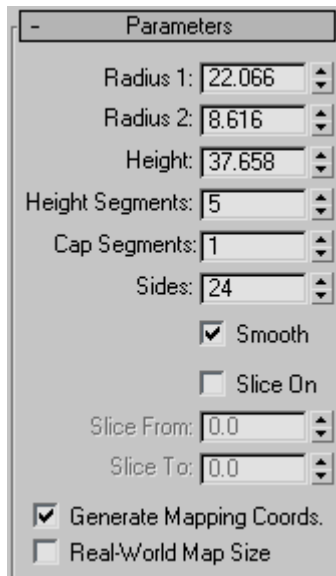 - Parameters
Radius 1: 22.066
Radius 2: 8.616
Height: 37.658
Height Segments: 5
Cap Segments: 1
Sides: 24
Smooth
Slice On
Slice From: 0.0
Slice To: 0.0
Generate Mapping Coords.
Real-World Map Size